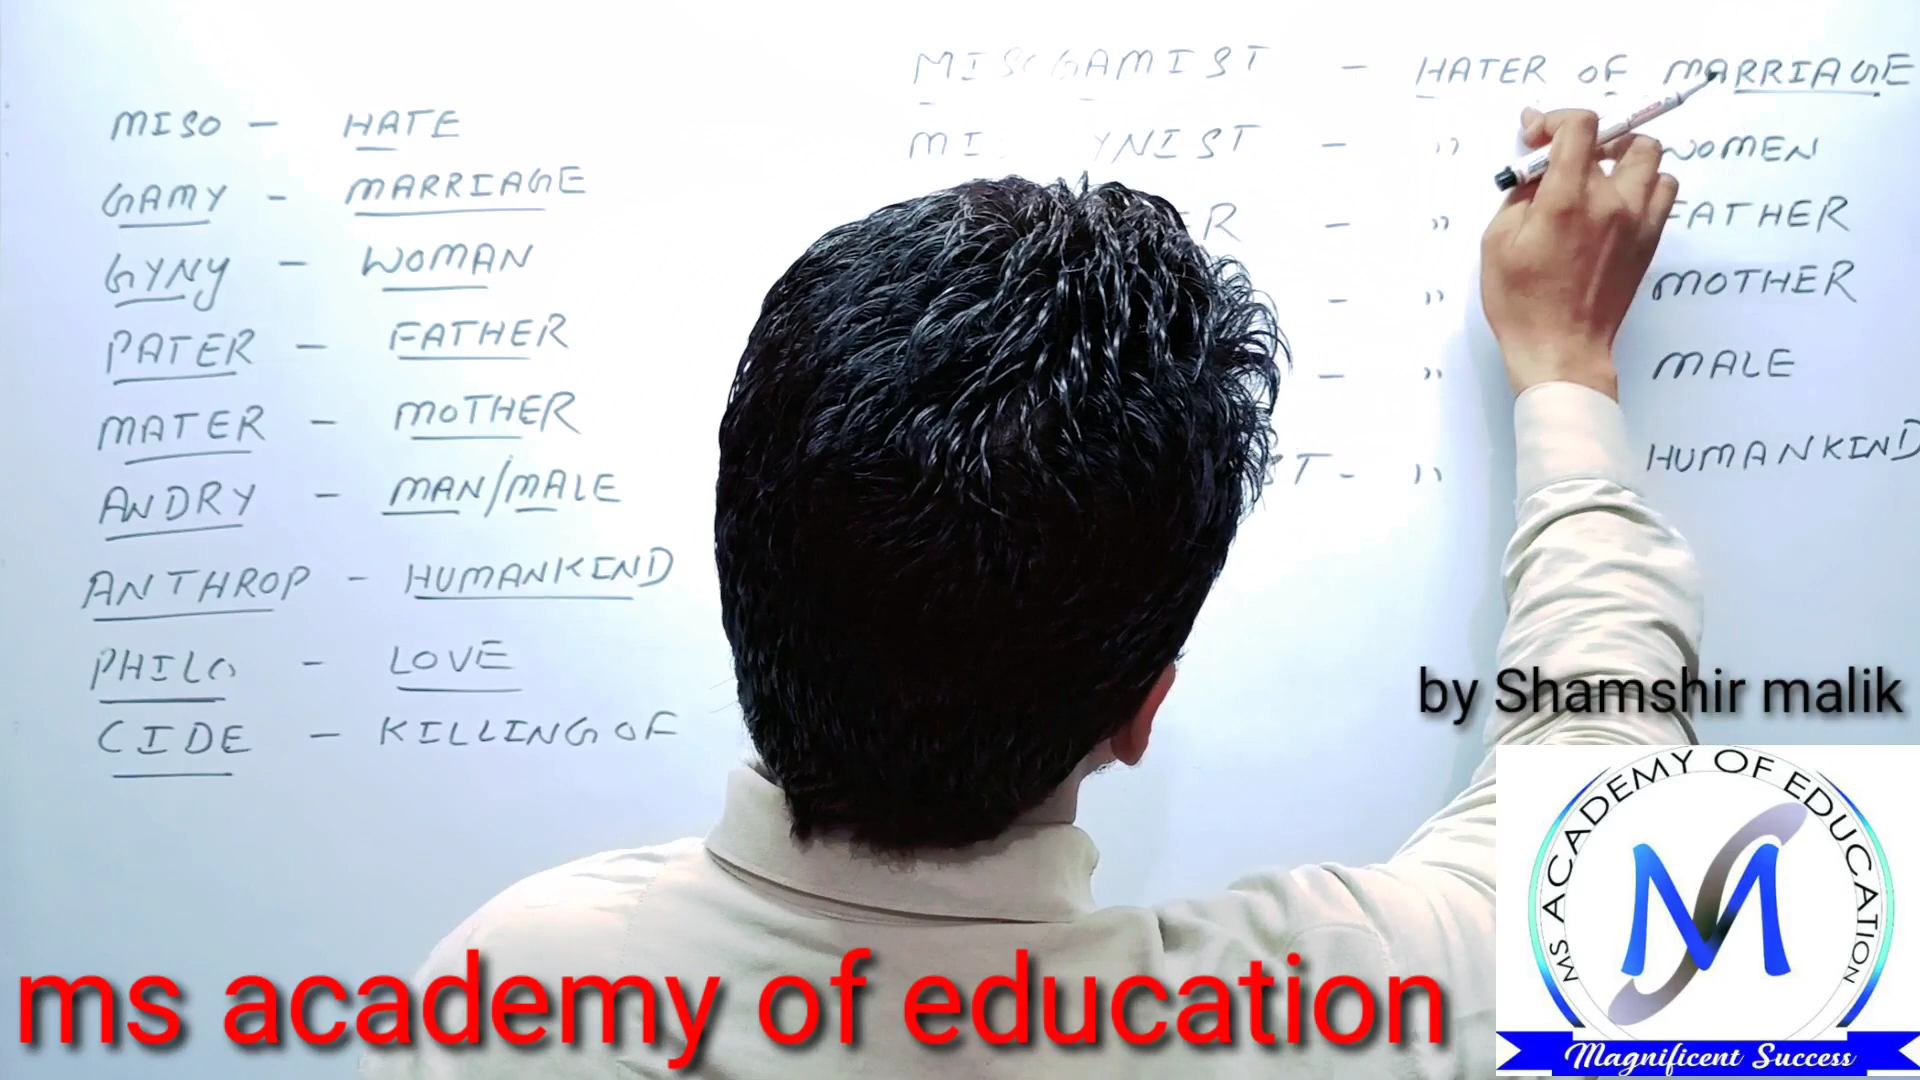 MISO - HATE
GAMY - MARRIAGE
GYNY - WOMAN
PATER - FATHER
MATER - MOTHER
ANDRY - MAN/MALE
ANTHROP - HUMANKIND
PHILO - LOVE
CIDE - KILLING OF
MISOGAMIST - HATER OF MARRIAGE
- " WOMEN
- " FATHER
- " MOTHER
- " MALE
- " HUMANKIND
by Shamshir malik
ms academy of education
MS ACADEMY OF EDUCATION
M
Magnificent Success